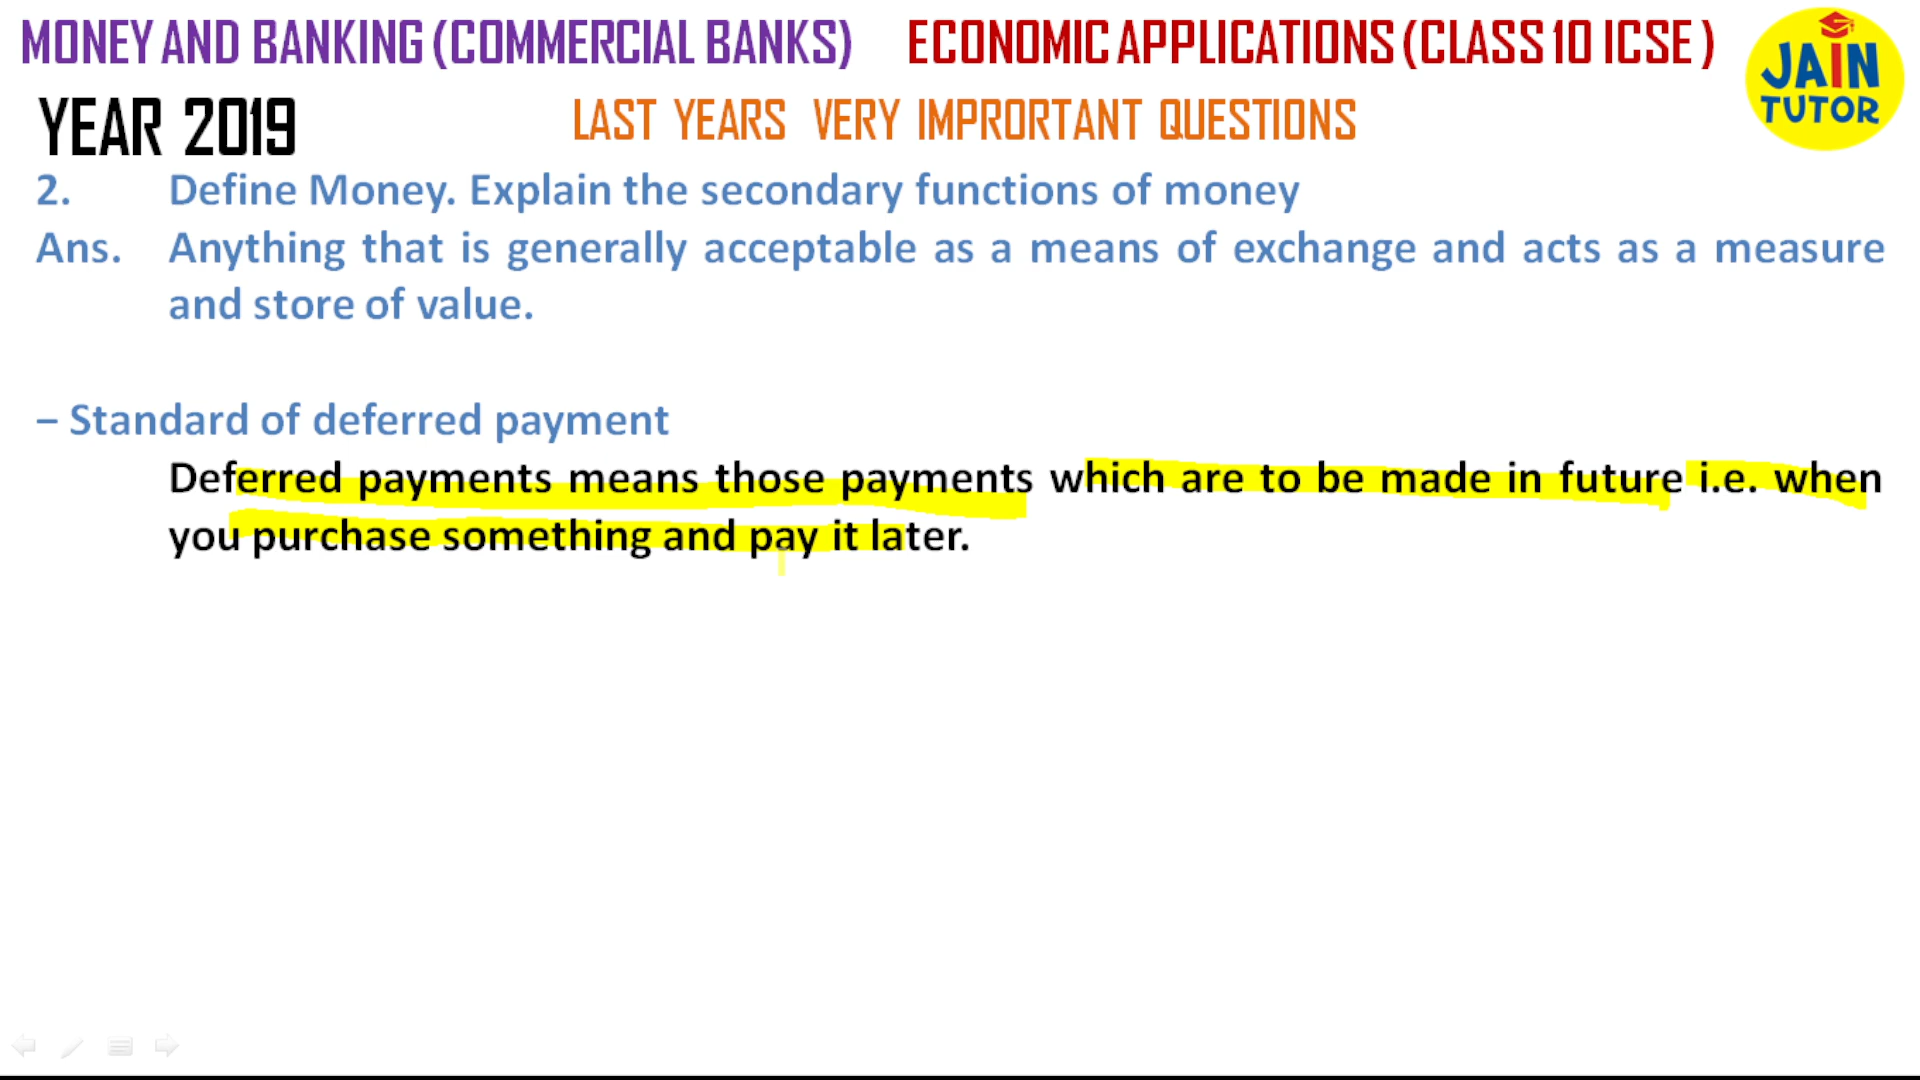 MONEY AND BANKING (COMMERCIAL BANKS) ECONOMIC APPLICATIONS (CLASS 10 ICSE )
JAIN
TUTOR
YEAR 2019 LAST YEARS VERY IMPRORTANT QUESTIONS
2. Define Money. Explain the secondary functions of money
Ans. Anything that is generally acceptable as a means of exchange and acts as a measure
and store of value.
– Standard of deferred payment
Deferred payments means those payments which are to be made in future i.e. when
you purchase something and pay it later.